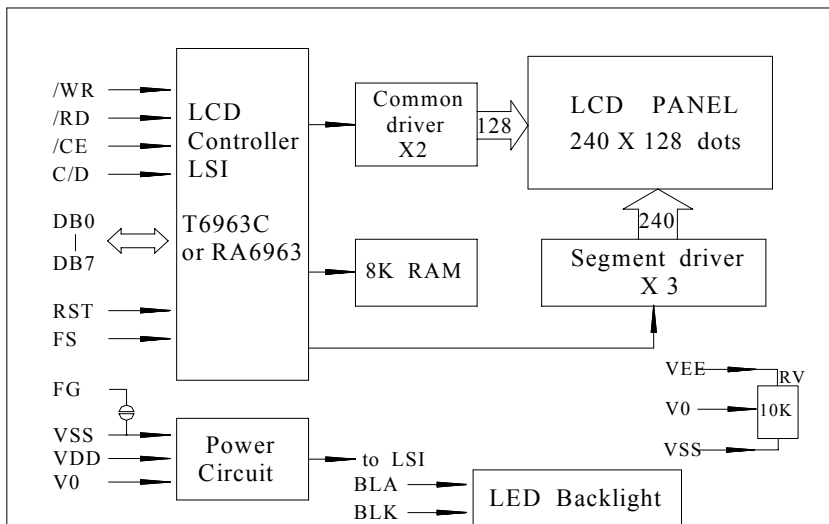 /WR
/RD
/CE
C/D
DB0
DB7
RST
FS
FG
VSS
VDD
V0
LCD
Controller
LSI
T6963C
or RA6963
Common
driver
X2
128
LCD PANEL
240 X 128 dots
240
8K RAM
Segment driver
X 3
Power
Circuit
to LSI
BLA
BLK
LED Backlight
VEE
RV
V0
10K
VSS